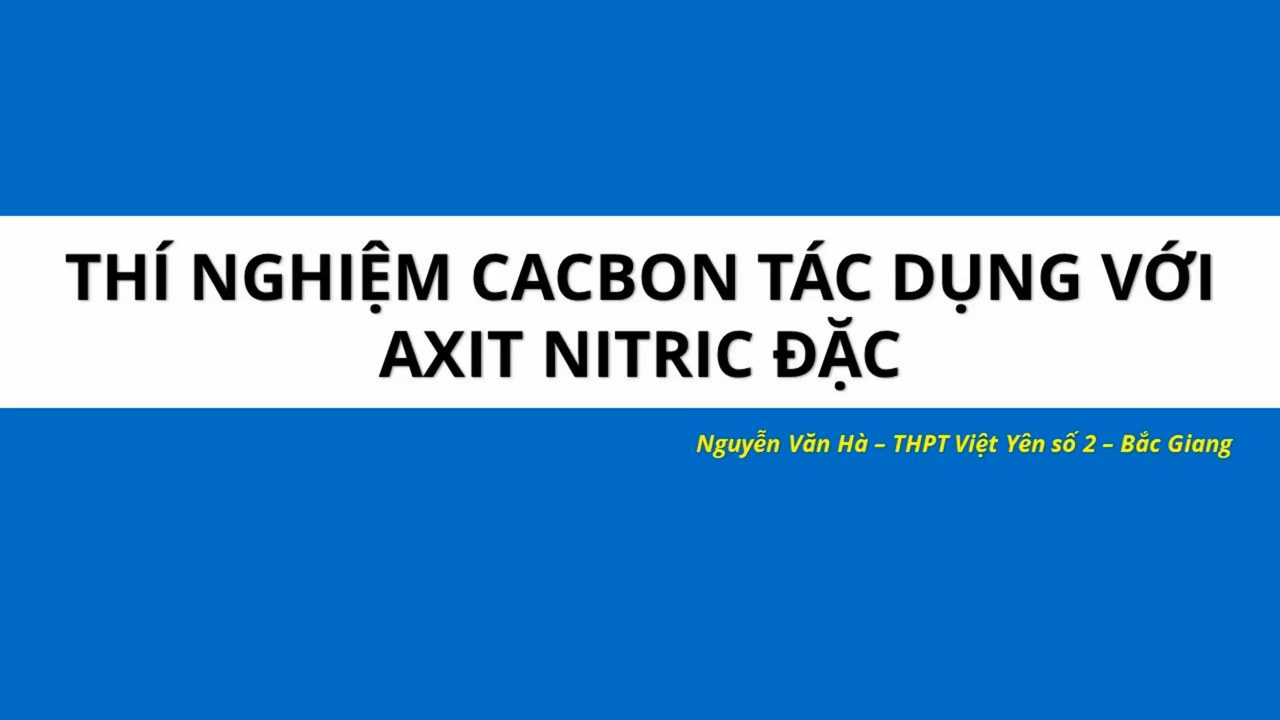 THÍ NGHIỆM CACBON TÁC DỤNG VỚI
AXIT NITRIC ĐẶC
Nguyễn Văn Hà – THPT Việt Yên số 2 – Bắc Giang